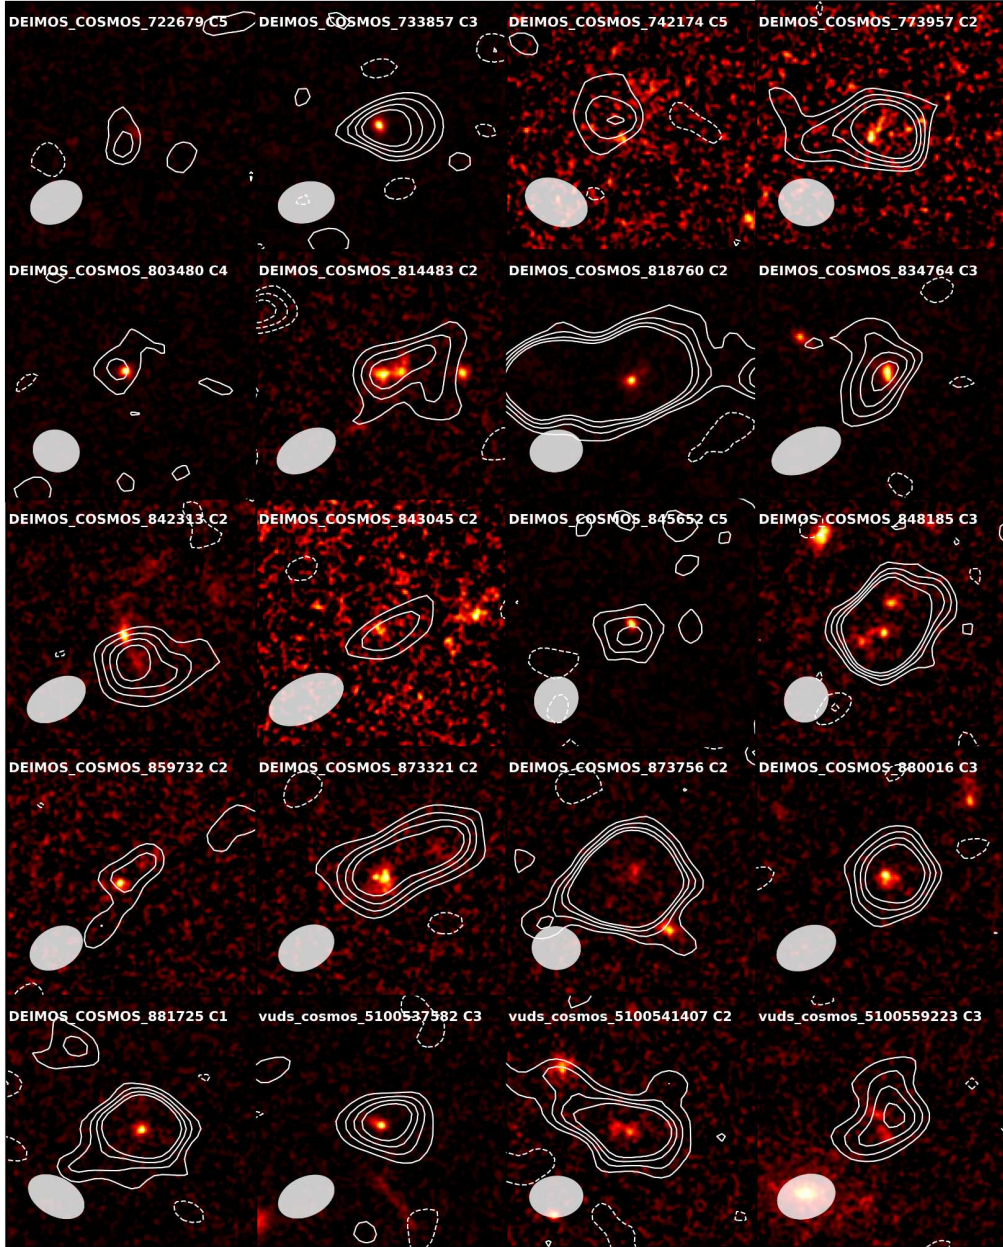 DEIMOS_COSMOS_722679 C5
DEIMOS_COSMOS_733857 C3
DEIMOS_COSMOS_742174 C5
DEIMOS_COSMOS_773957 C2
DEIMOS_COSMOS_803480 C4
DEIMOS_COSMOS_814483 C2
DEIMOS_COSMOS_818760 C2
DEIMOS_COSMOS_834764 C3
DEIMOS_COSMOS_842313 C2
DEIMOS_COSMOS_843045 C2
DEIMOS_COSMOS_845652 C5
DEIMOS_COSMOS_848185 C3
DEIMOS_COSMOS_859732 C2
DEIMOS_COSMOS_873321 C2
DEIMOS_COSMOS_873756 C2
DEIMOS_COSMOS_880016 C3
DEIMOS_COSMOS_881725 C1
vuds_cosmos_5100537582 C3
vuds_cosmos_5100541407 C2
vuds_cosmos_5100559223 C3